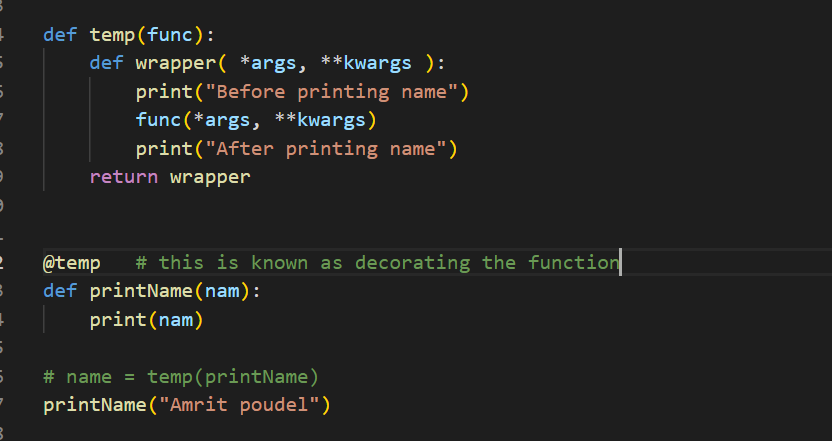 def temp(func):
    def wrapper( *args, **kwargs ):
        print("Before printing name")
        func(*args, **kwargs)
        print("After printing name")
    return wrapper
@temp   # this is known as decorating the function
def printName(nam):
    print(nam)
# name = temp(printName)
printName("Amrit poudel")